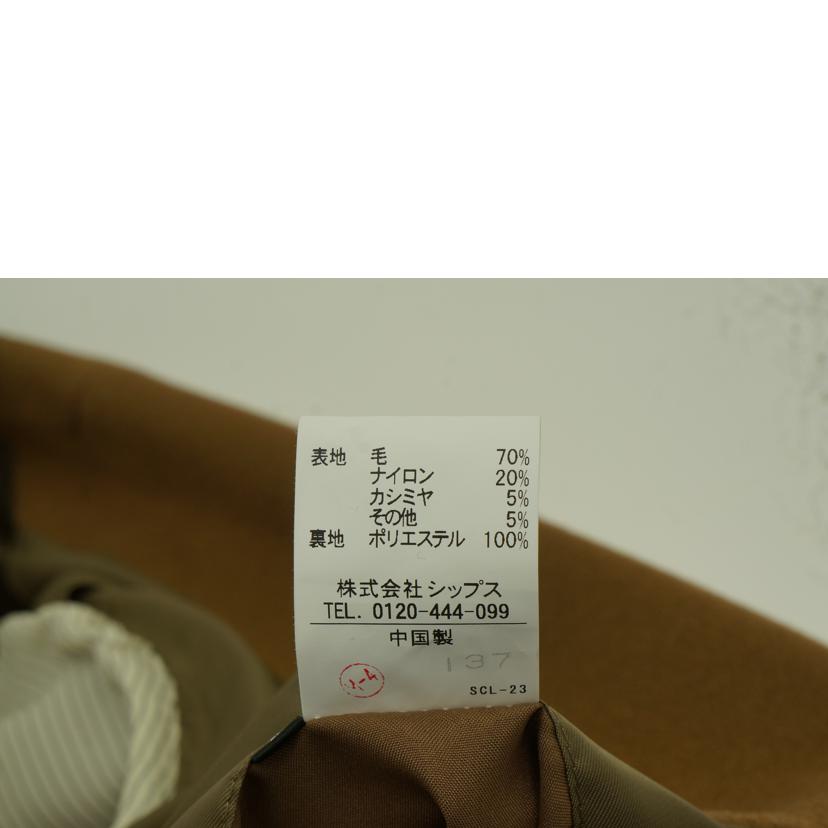 表地 毛 70%
ナイロン 20%
カシミヤ 5%
その他 5%
裏地 ポリエステル 100%
株式会社シップス
TEL. 0120-444-099
中国製
137
SCL-23